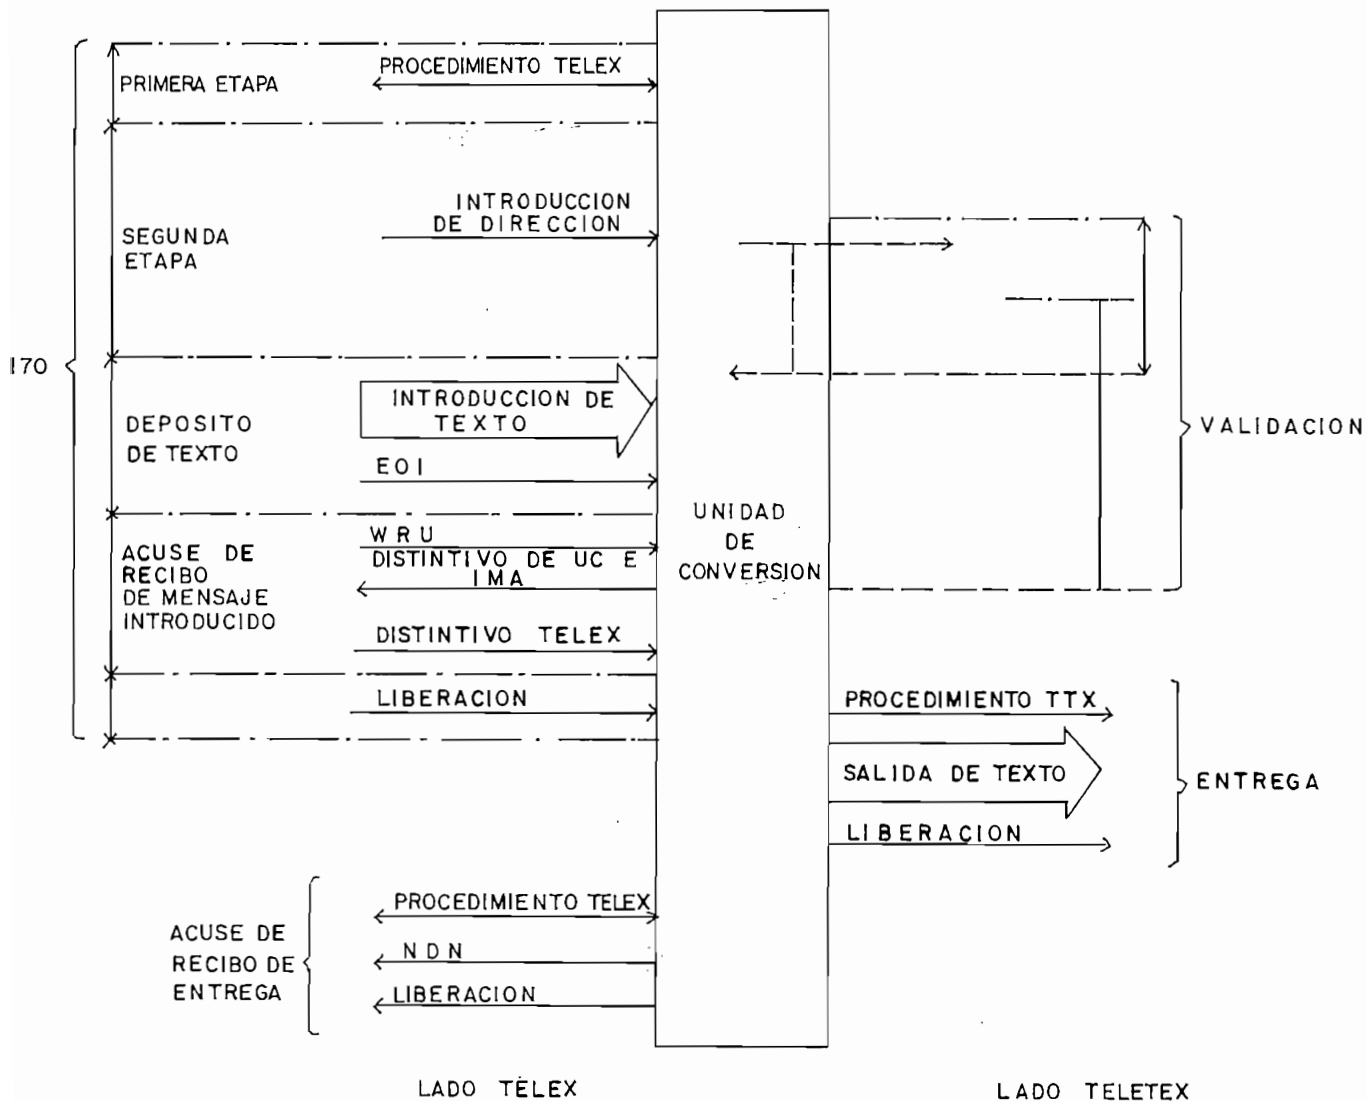 PROCEDIMIENTO TELEX
PRIMERA ETAPA
INTRODUCCION
DE DIRECCION
SEGUNDA
ETAPA
170
INTRODUCCION DE
TEXTO
DEPOSITO
DE TEXTO
EOI
VALIDACION
UNIDAD
DE
CONVERSION
WRU
DISTINTIVO DE UC E
IMA
ACUSE DE
RECIBO
DE MENSAJE
INTRODUCIDO
DISTINTIVO TELEX
LIBERACION
PROCEDIMIENTO TTX
SALIDA DE TEXTO
LIBERACION
ENTREGA
PROCEDIMIENTO TELEX
NDN
LIBERACION
ACUSE DE
RECIBO DE
ENTREGA
LADO TELEX
LADO TELETEX